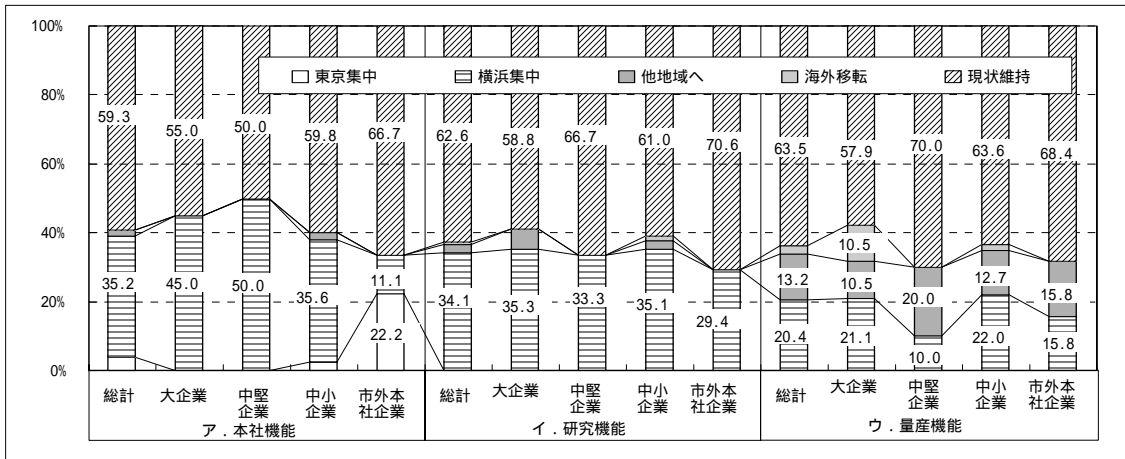 100%
80%
60%
40%
20%
0%
東京集中 横浜集中 他地域へ 海外移転 現状維持
59.3 55.0 50.0 59.8 66.7 62.6 58.8 66.7 61.0 70.6 63.5 57.9 70.0 63.6 68.4
10.5
35.2 45.0 50.0 35.6 11.1 34.1 35.3 33.3 35.1 29.4 13.2 10.5 20.0 12.7 15.8
22.2 20.4 21.1 10.0 22.0 15.8
総計 大企業 中堅企業 中小企業 市外本社企業 総計 大企業 中堅企業 中小企業 市外本社企業 総計 大企業 中堅企業 中小企業 市外本社企業
ア．本社機能 イ．研究機能 ウ．量産機能